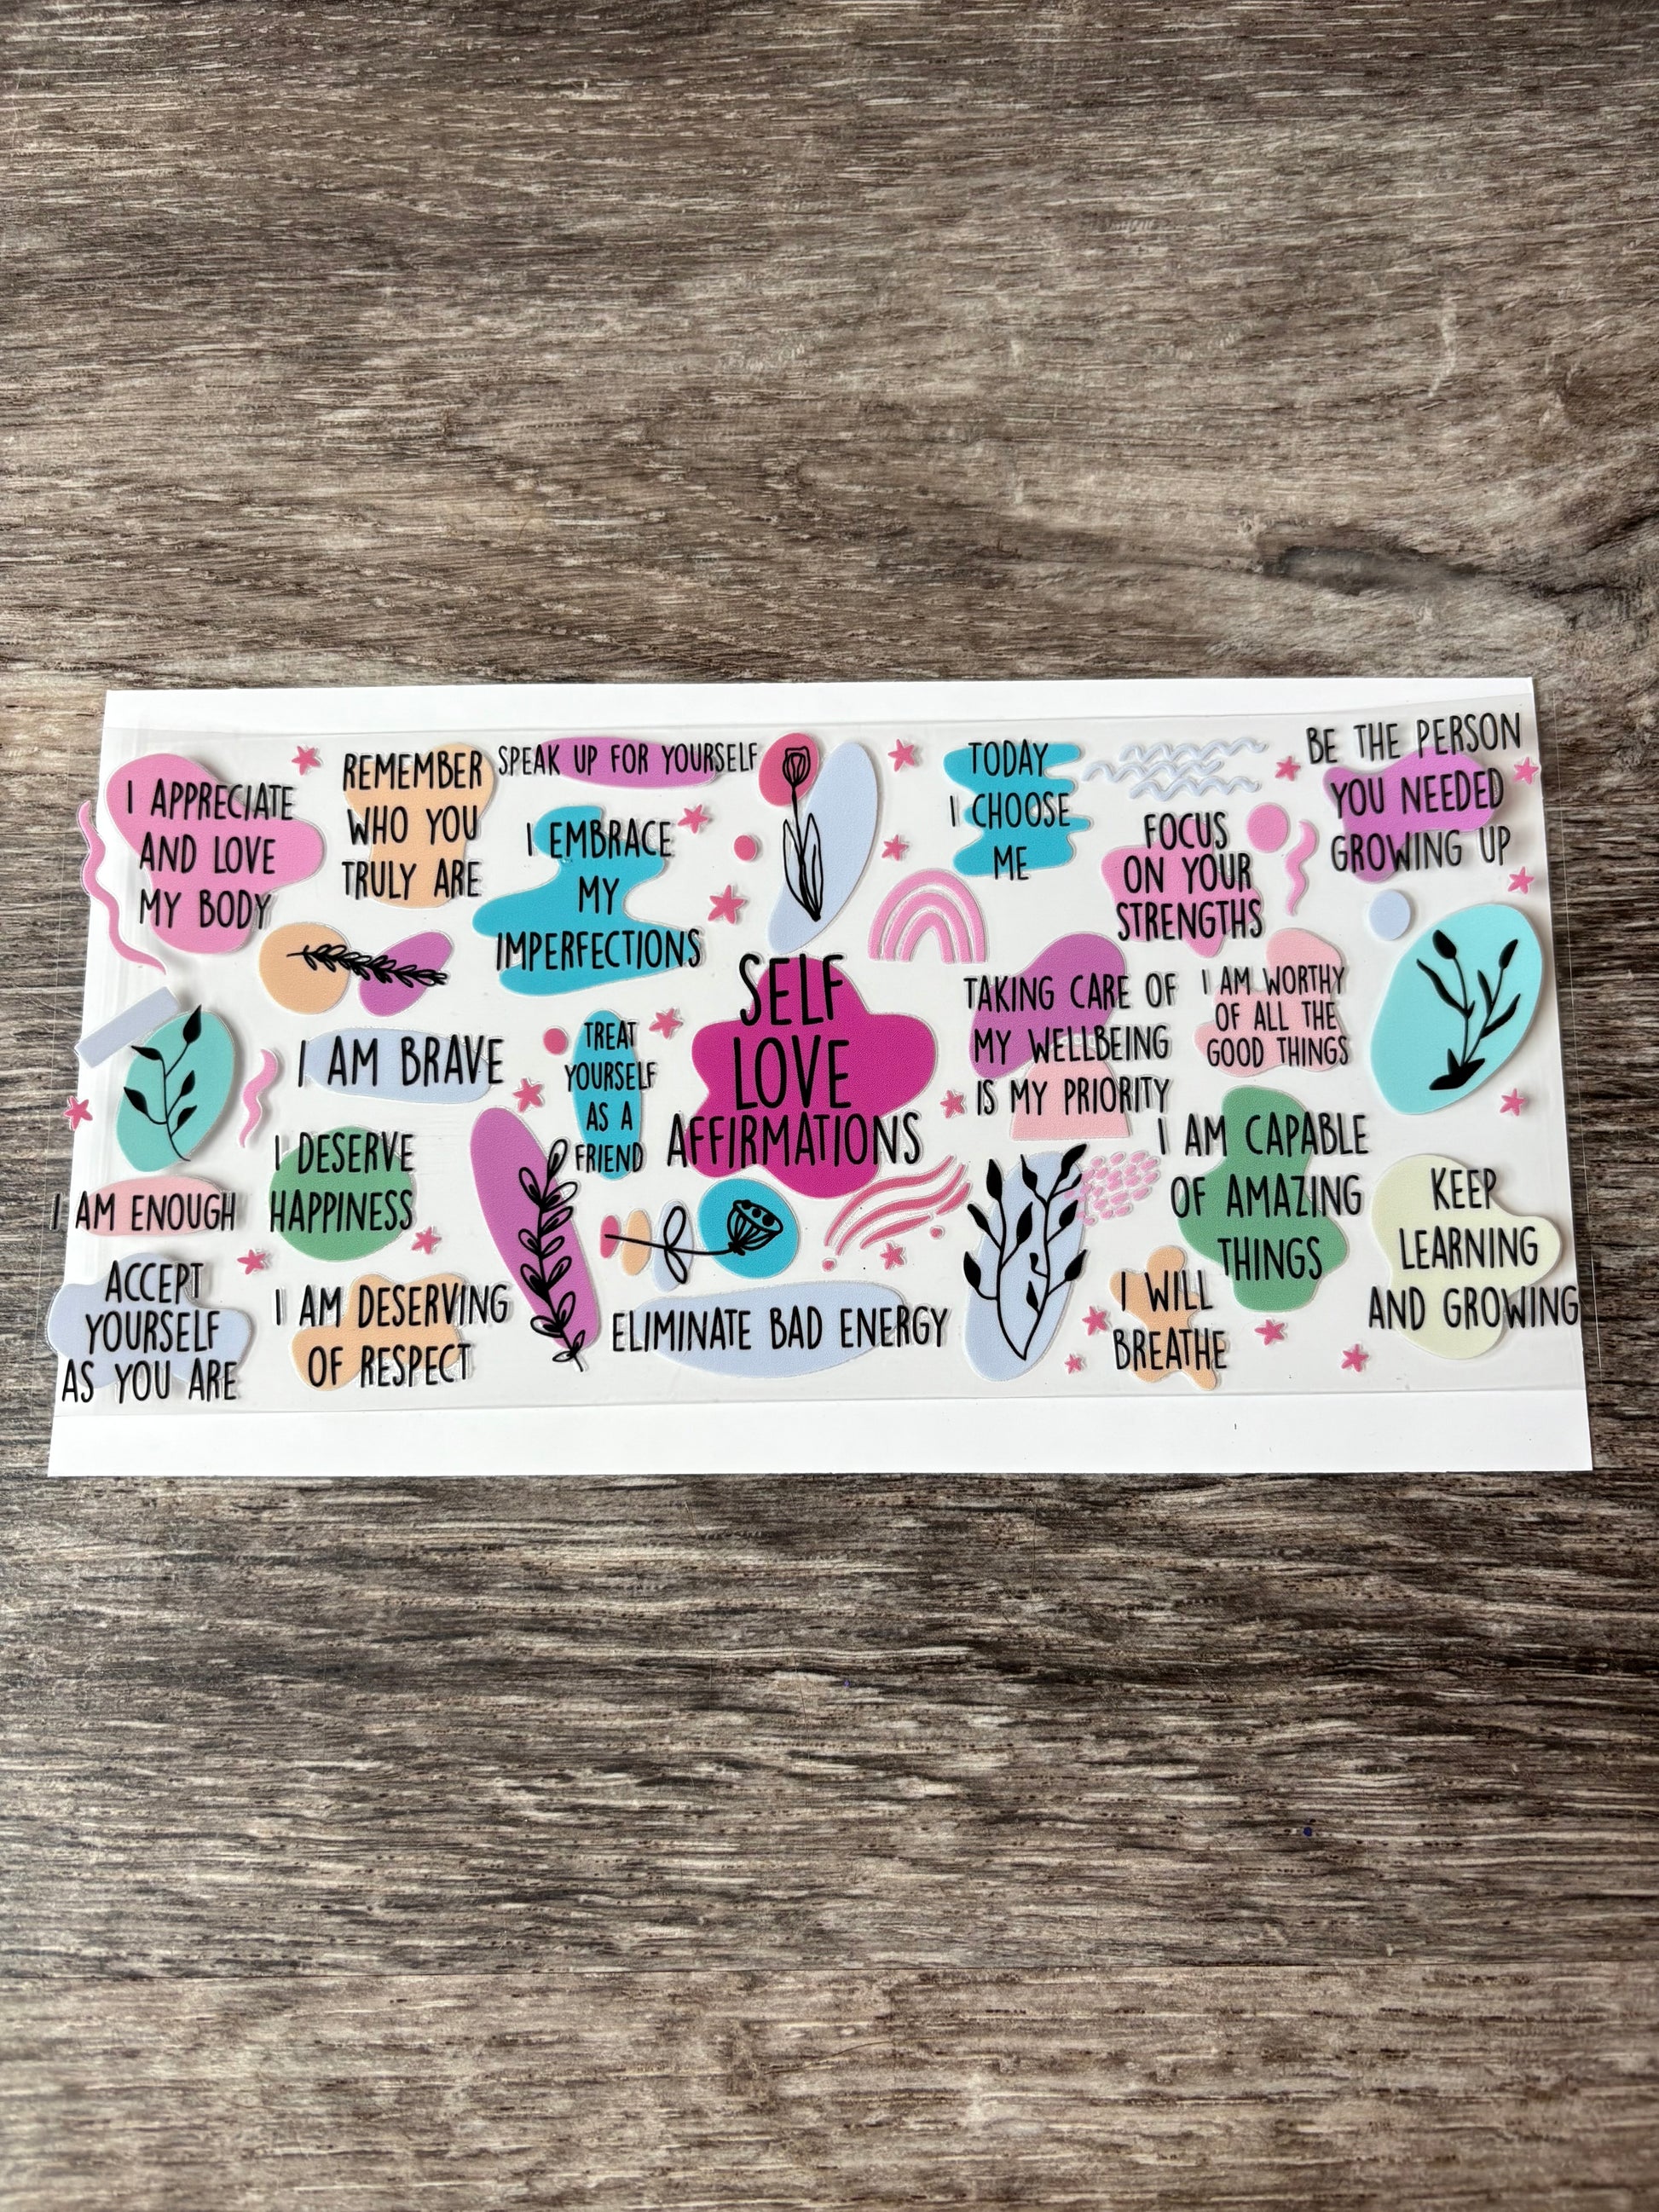 I APPRECIATE
AND LOVE
MY BODY
REMEMBER
WHO YOU
TRULY ARE
SPEAK UP FOR YOURSELF
I EMBRACE
MY
IMPERFECTIONS
TODAY
I CHOOSE
ME
FOCUS
ON YOUR
STRENGTHS
BE THE PERSON
YOU NEEDED
GROWING UP
I AM BRAVE
TREAT
YOURSELF
AS A
FRIEND
SELF
LOVE
AFFIRMATIONS
TAKING CARE OF
MY WELLBEING
IS MY PRIORITY
I AM WORTHY
OF ALL THE
GOOD THINGS
I AM ENOUGH
I DESERVE
HAPPINESS
I AM CAPABLE
OF AMAZING
THINGS
KEEP
LEARNING
AND GROWING
ACCEPT
YOURSELF
AS YOU ARE
I AM DESERVING
OF RESPECT
ELIMINATE BAD ENERGY
I WILL
BREATHE